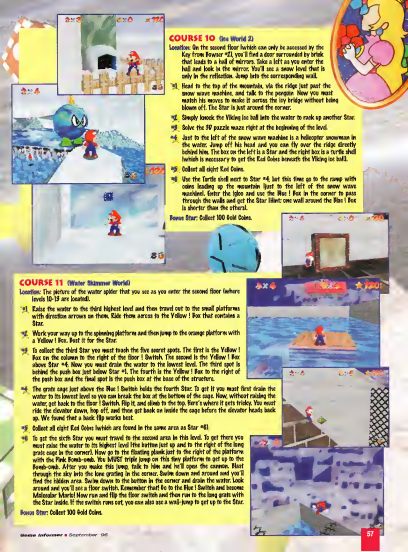 COURSE 10 (Ice World 2)
Location: On the second floor (which can only be accessed by the
Key from Bowser #2), you'll find a door surrounded by brick
that leads to a hall of mirrors. Take a left as you enter the
hall and look in the mirror. You'll see a snow level that is
only in the reflection. Jump into the corresponding wall.
#1 Head to the top of the mountain, via the ridge just past the
snow wave machine, and talk to the penguin. Now you must
match his moves to make it across the icy bridge without being
blown off. The Star is just around the corner.
#2 Simply knock the Viking ice ball into the water to rack up another Star.
#3 Solve the 3D puzzle maze right at the beginning of the level.
#4 Just to the left of the snow wave machine is a helicopter snowman in
the water. Jump off his head and you can fly over the ridge directly
behind him. The box on the left is a Star and the right box is a turtle shell
(which is necessary to get the Red Coins beneath the Viking ice ball).
#5 Collect all eight Red Coins.
#6 Use the Turtle shell next to Star #4, but this time go to the ramp with
coins leading up the mountain (just to the left of the snow wave
machine). Enter the igloo and use the Blue ! Box in the corner to pass
through the walls and get the Star (Hint: one wall around the Blue ! Box
is shorter than the others).
Bonus Star: Collect 100 Gold Coins.
COURSE 11 (Water Skimmer World)
Location: The picture of the water spider that you see as you enter the second floor (where
levels 10-13 are located).
#1 Raise the water to the third highest level and then travel out to the small platforms
with direction arrows on them. Ride them across to the Yellow ! Box that contains a
Star.
#2 Work your way up to the spinning platform and then jump to the orange platform with
a Yellow ! Box. Bust it for the Star.
#3 To collect the third Star you must touch the five secret spots. The first is the Yellow !
Box on the column to the right of the floor ! Switch. The second is the Yellow ! Box
above Star #4. Now you must drain the water to the lowest level. The third spot is
behind the push box just below Star #1. The fourth is the Yellow ! Box to the right of
the push box and the final spot is the push box at the base of the structure.
#4 The grate cage just above the Blue ! Switch holds the fourth Star. To get it you must first drain the
water to its lowest level so you can break the box at the bottom of the cage. Now, without raising the
water, get back to the floor ! Switch. Flip it, and climb to the top. Here's where it gets tricky. You must
ride the elevator down, hop off, and then get back on inside the cage before the elevator heads back
up. We found that a back flip works best.
#5 Collect all eight Red Coins (which are found in the same area as Star #6).
#6 To get the sixth Star you must travel to the second area in this level. To get there you
must raise the water to its highest level (the button just up and to the right of the long
grate cage in the corner). Now go to the floating plank just to the right of the platform
with the Pink Bomb-omb. You MUST triple jump on this tiny platform to get up to the
Bomb-omb. After you make this jump, talk to him and he'll open the cannon. Blast
through the sky into the long grating in the corner. Swim down and around and you'll
find the hidden area. Swim down to the button in the corner and drain the water. Look
around and you'll see a floor switch. Remember that! Go to the Blue ! Switch and become
Molecular Mario! Now run and flip the floor switch and then run to the long grate with
the Star inside. If the switch runs out, you can also use a wall-jump to get up to the Star.
Bonus Star: Collect 100 Gold Coins.
Game Informer • September '96
57